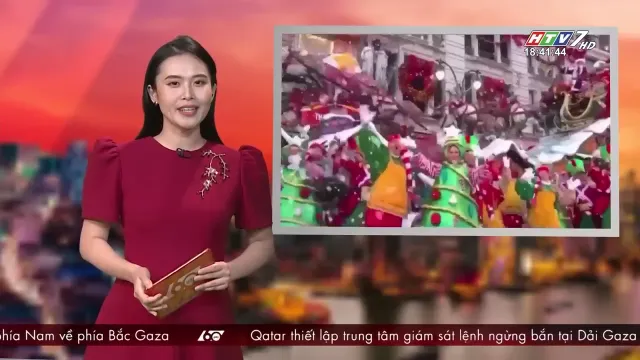 HTV7 HD
18:41:44
phía Nam về phía Bắc Gaza 60 Qatar thiết lập trung tâm giám sát lệnh ngừng bắn tại Dải Gaza